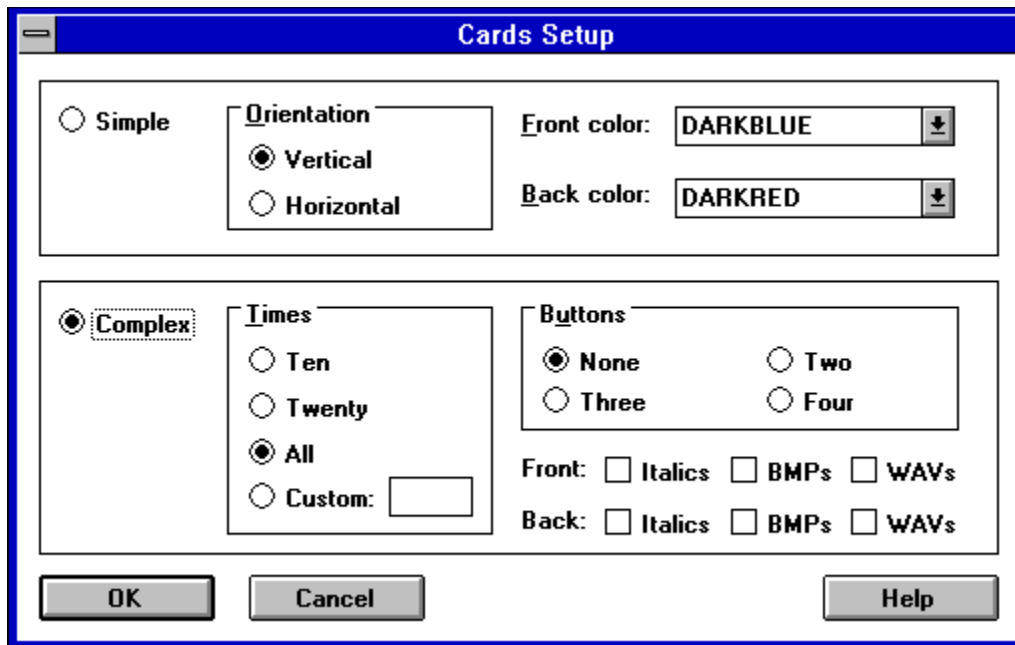 Cards Setup
Simple
Orientation
Vertical
Horizontal
Front color: DARKBLUE
Back color: DARKRED
Complex
Times
Ten
Twenty
All
Custom:
Buttons
None Two
Three Four
Front: Italics BMPs WAVs
Back: Italics BMPs WAVs
OK Cancel Help